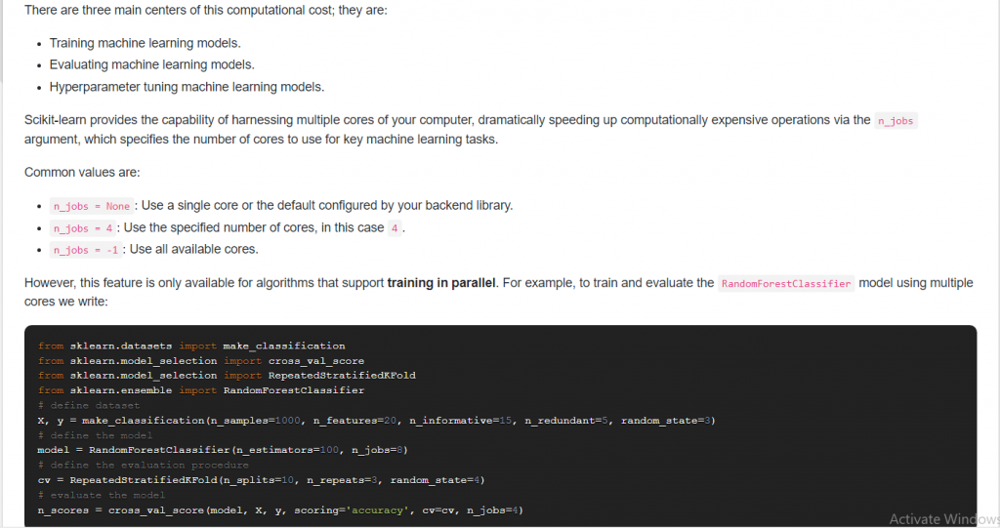 There are three main centers of this computational cost; they are:
• Training machine learning models.
• Evaluating machine learning models.
• Hyperparameter tuning machine learning models.
Scikit-learn provides the capability of harnessing multiple cores of your computer, dramatically speeding up computationally expensive operations via the n_jobs
argument, which specifies the number of cores to use for key machine learning tasks.
Common values are:
• n_jobs = None : Use a single core or the default configured by your backend library.
• n_jobs = 4 : Use the specified number of cores, in this case 4 .
• n_jobs = -1 : Use all available cores.
However, this feature is only available for algorithms that support training in parallel. For example, to train and evaluate the RandomForestClassifier model using multiple
cores we write:
from sklearn.datasets import make_classification
from sklearn.model_selection import cross_val_score
from sklearn.model_selection import RepeatedStratifiedKFold
from sklearn.ensemble import RandomForestClassifier
# define dataset
X, y = make_classification(n_samples=1000, n_features=20, n_informative=15, n_redundant=5, random_state=3)
# define the model
model = RandomForestClassifier(n_estimators=100, n_jobs=8)
# define the evaluation procedure
cv = RepeatedStratifiedKFold(n_splits=10, n_repeats=3, random_state=4)
# evaluate the model
n_scores = cross_val_score(model, X, y, scoring='accuracy', cv=cv, n_jobs=4)
Activate Windows